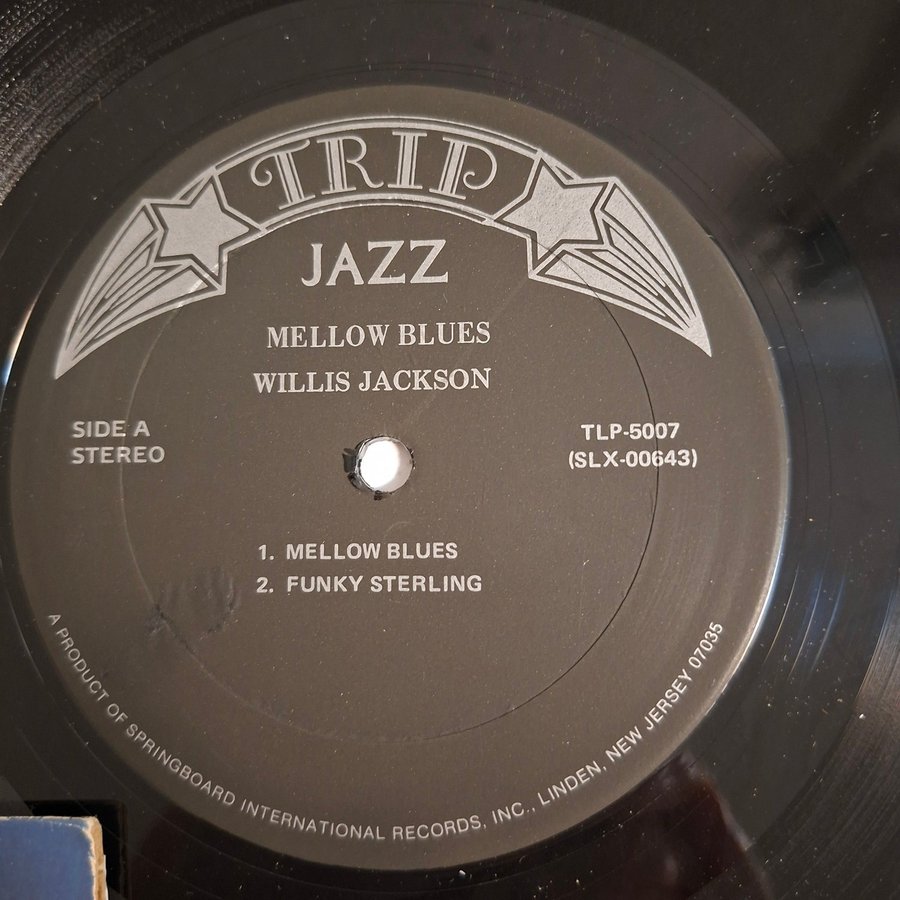 TRIP
JAZZ
MELLOW BLUES
WILLIS JACKSON
SIDE A
STEREO
TLP-5007
(SLX-00643)
1. MELLOW BLUES
2. FUNKY STERLING
A PRODUCT OF SPRINGBOARD INTERNATIONAL RECORDS, INC., LINDEN, NEW JERSEY 07035